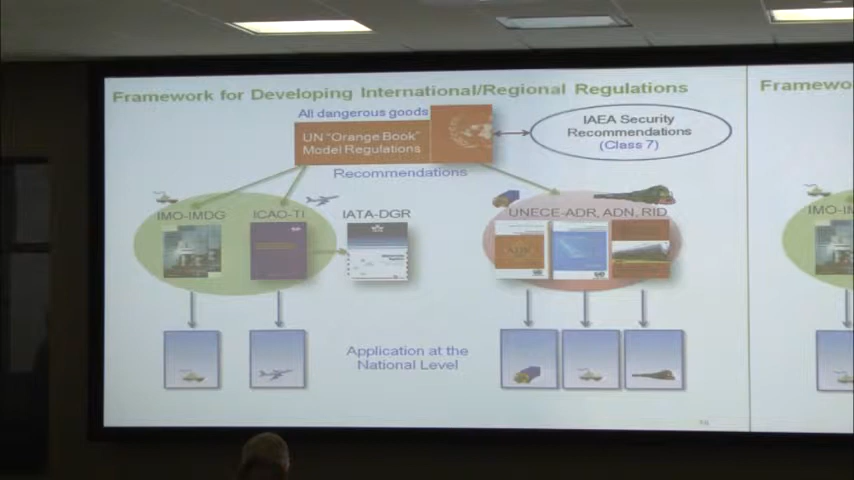 Framework for Developing International/Regional Regulations
Framewo
All dangerous goods
UN "Orange Book"
Model Regulations
IAEA Security
Recommendations
(Class 7)
Recommendations
IMO-IMDG
ICAO-TI
IATA-DGR
UNECE-ADR, ADN, RID
IMO-IM
ADR
Application at the
National Level